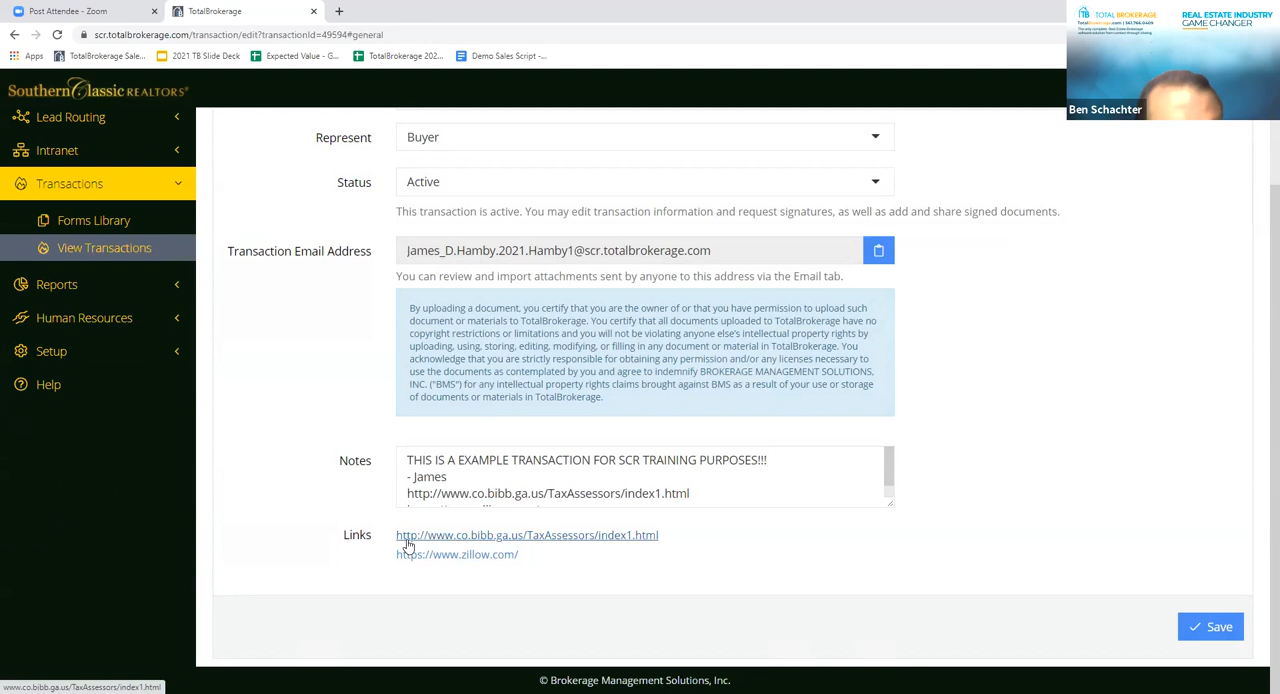 Post Attendee - Zoom
TotalBrokerage
scr.totalbrokerage.com/transaction/edit?transactionId=49594#general
Apps
TotalBrokerage Sale...
2021 TB Slide Deck
Expected Value - G...
TotalBrokerage 202...
Demo Sales Script -...
TOTAL BROKERAGE
TotalBrokerage.com | 561.766.0409
REAL ESTATE INDUSTRY
GAME CHANGER
Ben Schachter
SOUTHERN CLASSIC REALTORS®
Lead Routing
Intranet
Transactions
Forms Library
View Transactions
Reports
Human Resources
Setup
Help
Represent
Buyer
Status
Active
This transaction is active. You may edit transaction information and request signatures, as well as add and share signed documents.
Transaction Email Address
James_D.Hamby.2021.Hamby1@scr.totalbrokerage.com
You can review and import attachments sent by anyone to this address via the Email tab.
By uploading a document, you certify that you are the owner of or that you have permission to upload such
document or materials to TotalBrokerage. You certify that all documents uploaded to TotalBrokerage have no
copyright restrictions or limitations and you will not be violating anyone else's intellectual property rights by
uploading, using, storing, editing, modifying, or filling in any document or material in TotalBrokerage. You
acknowledge that you are strictly responsible for obtaining any permission and/or any licenses necessary to
use the documents as contemplated by you and agree to indemnify BROKERAGE MANAGEMENT SOLUTIONS,
INC. ("BMS") for any intellectual property rights claims brought against BMS as a result of your use or storage
of documents or materials in TotalBrokerage.
Notes
THIS IS A EXAMPLE TRANSACTION FOR SCR TRAINING PURPOSES!!!
- James
http://www.co.bibb.ga.us/TaxAssessors/index1.html
Links
http://www.co.bibb.ga.us/TaxAssessors/index1.html
https://www.zillow.com/
Save
© Brokerage Management Solutions, Inc.
www.co.bibb.ga.us/TaxAssessors/index1.html